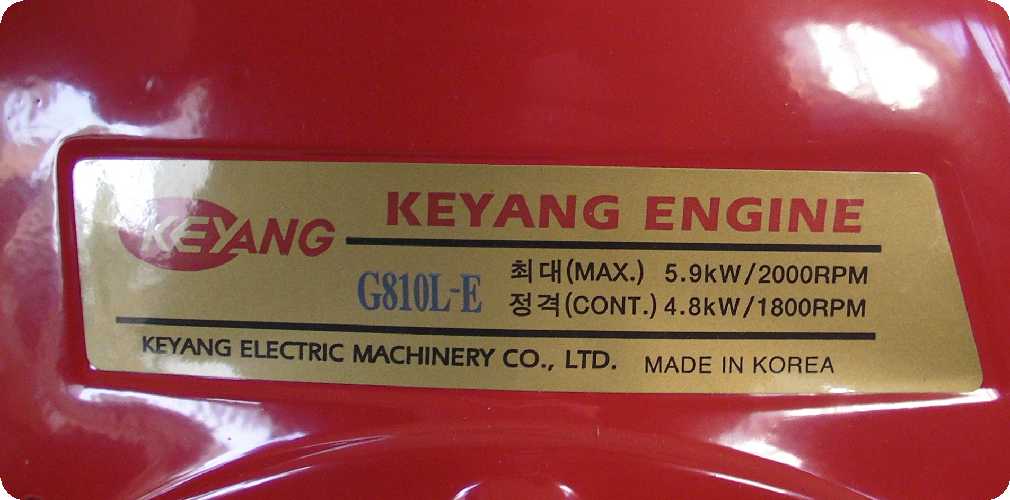 KEYANG
KEYANG ENGINE
G810L-E
최대(MAX.) 5.9kW/2000RPM
정격(CONT.) 4.8kW/1800RPM
KEYANG ELECTRIC MACHINERY CO., LTD. MADE IN KOREA